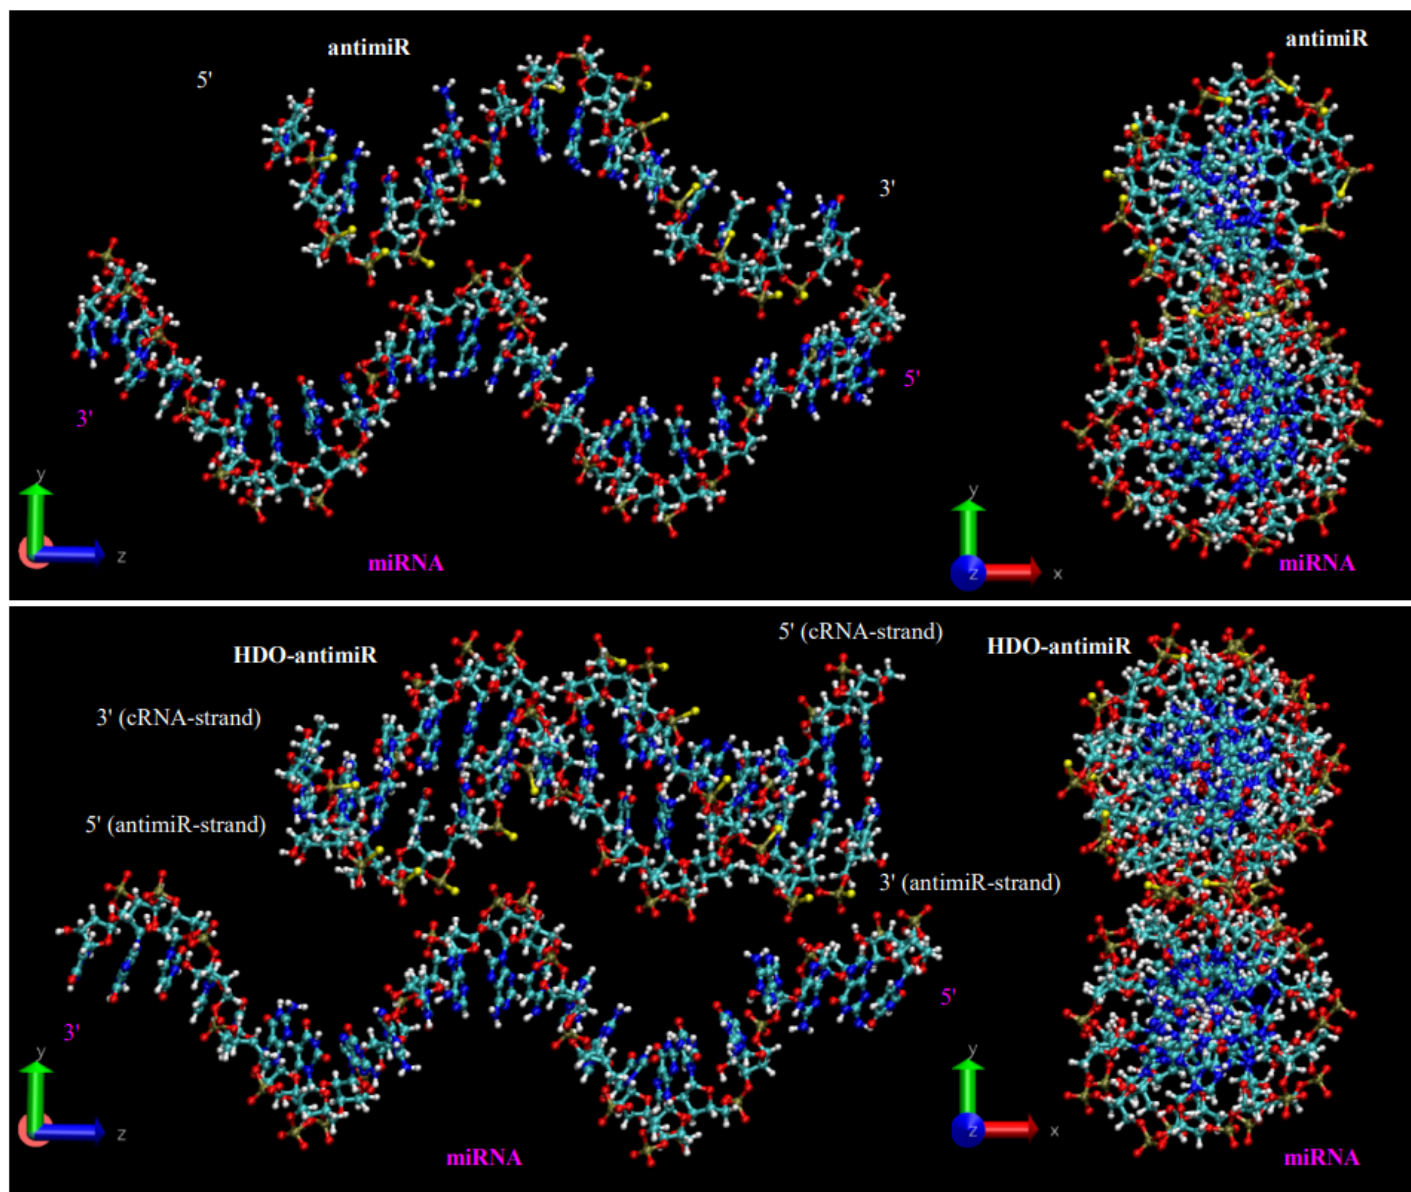 antimiR
5'
3'
3'
5'
y
z
miRNA
antimiR
y
z
x
miRNA
5' (cRNA-strand)
HDO-antimiR
3' (cRNA-strand)
5' (antimiR-strand)
3' (antimiR-strand)
5'
3'
y
z
miRNA
HDO-antimiR
y
z
x
miRNA